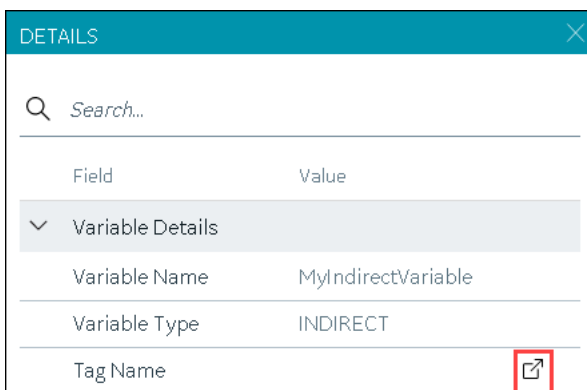 DETAILS
Search...
Field Value
Variable Details
Variable Name MyIndirectVariable
Variable Type INDIRECT
Tag Name